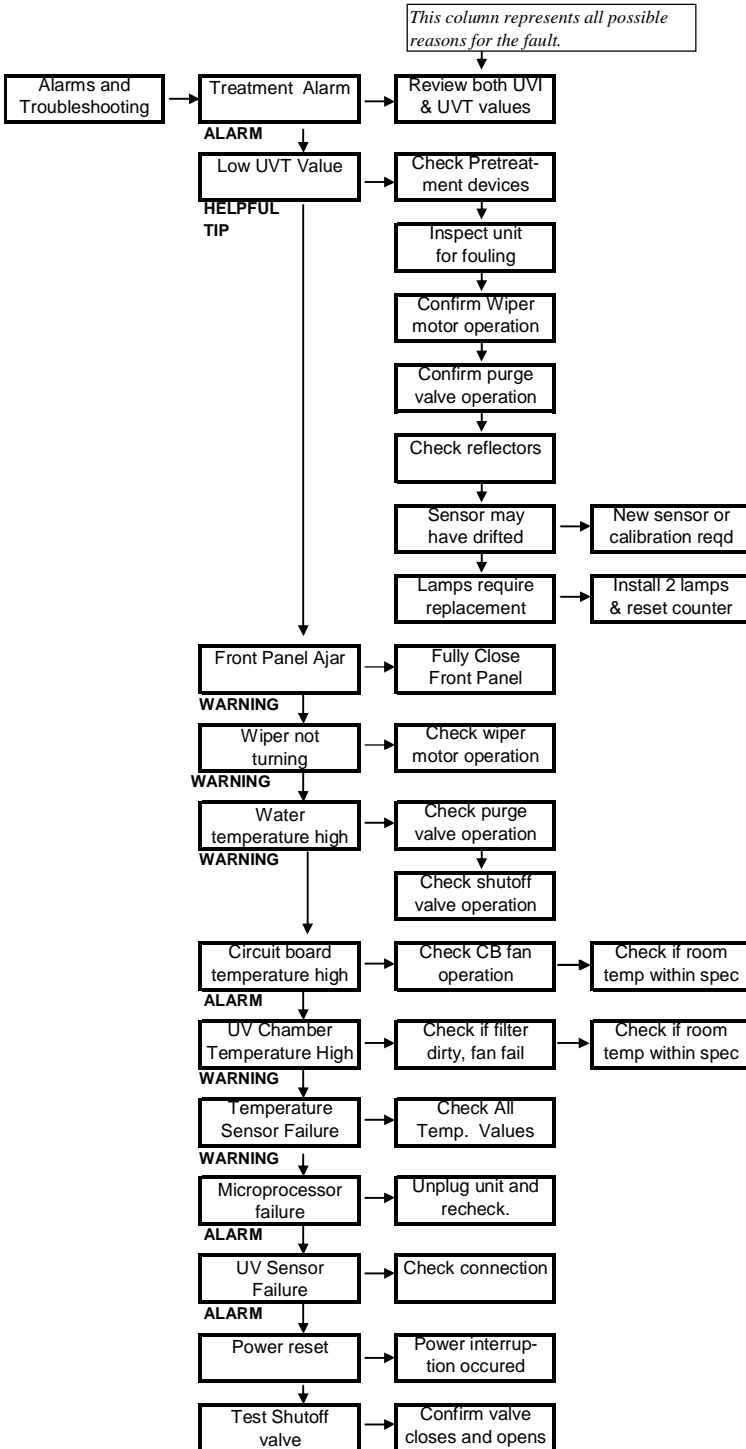 This column represents all possible
reasons for the fault.
Alarms and
Troubleshooting
Treatment Alarm
Review both UVI
& UVT values
ALARM
Low UVT Value
Check Pretreat-
ment devices
HELPFUL
TIP
Inspect unit
for fouling
Confirm Wiper
motor operation
Confirm purge
valve operation
Check reflectors
Sensor may
have drifted
New sensor or
calibration reqd
Lamps require
replacement
Install 2 lamps
& reset counter
Front Panel Ajar
Fully Close
Front Panel
WARNING
Wiper not
turning
Check wiper
motor operation
WARNING
Water
temperature high
Check purge
valve operation
WARNING
Check shutoff
valve operation
Circuit board
temperature high
Check CB fan
operation
Check if room
temp within spec
ALARM
UV Chamber
Temperature High
Check if filter
dirty, fan fail
Check if room
temp within spec
WARNING
Temperature
Sensor Failure
Check All
Temp. Values
WARNING
Microprocessor
failure
Unplug unit and
recheck.
ALARM
UV Sensor
Failure
Check connection
ALARM
Power reset
Power interrup-
tion occured
Test Shutoff
valve
Confirm valve
closes and opens